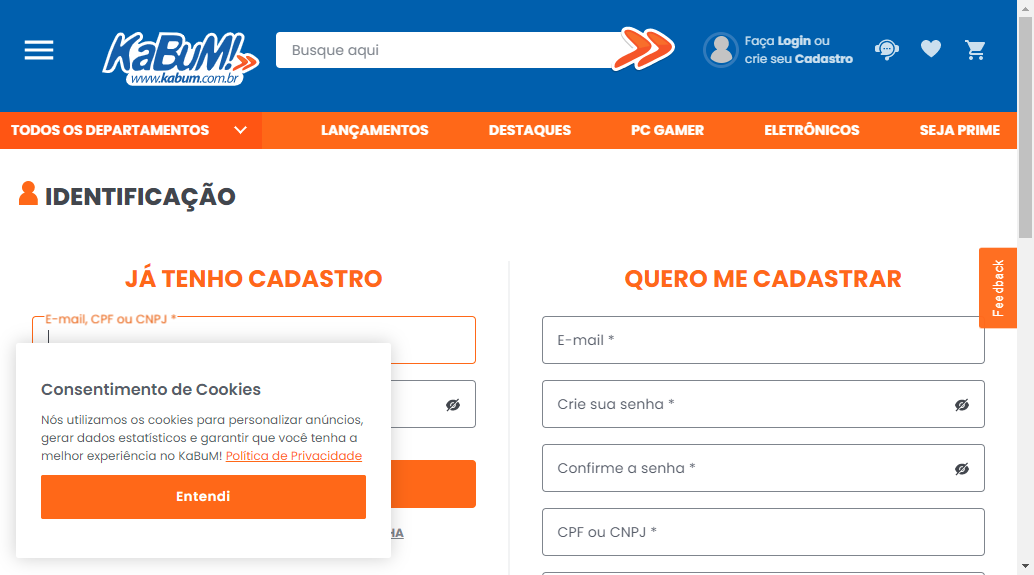 KaBuM!
www.kabum.com.br
Busque aqui
Faça Login ou
crie seu Cadastro
TODOS OS DEPARTAMENTOS
LANÇAMENTOS
DESTAQUES
PC GAMER
ELETRÔNICOS
SEJA PRIME
IDENTIFICAÇÃO
JÁ TENHO CADASTRO
E-mail, CPF ou CNPJ *
HA
Consentimento de Cookies
Nós utilizamos os cookies para personalizar anúncios,
gerar dados estatísticos e garantir que você tenha a
melhor experiência no KaBuM! Política de Privacidade
Entendi
QUERO ME CADASTRAR
E-mail *
Crie sua senha *
Confirme a senha *
CPF ou CNPJ *
Feedback